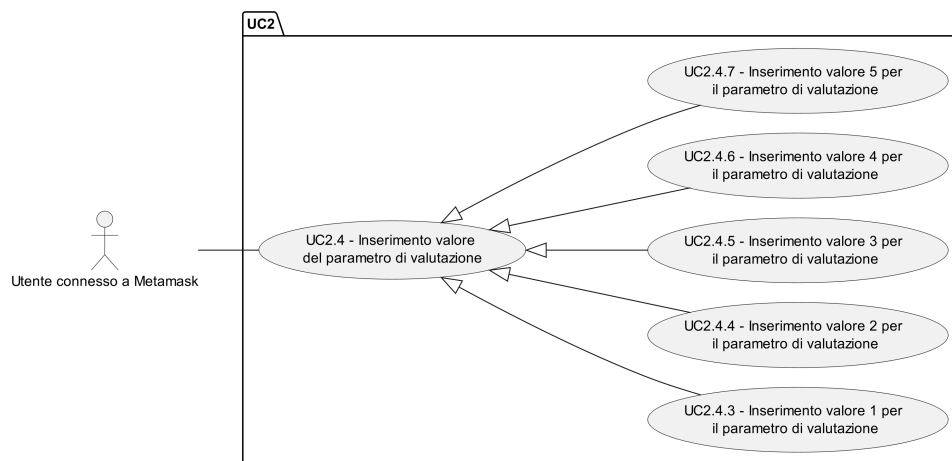 UC2
UC2.4.7 - Inserimento valore 5 per
il parametro di valutazione
UC2.4.6 - Inserimento valore 4 per
il parametro di valutazione
UC2.4 - Inserimento valore
del parametro di valutazione
UC2.4.5 - Inserimento valore 3 per
il parametro di valutazione
Utente connesso a Metamask
UC2.4.4 - Inserimento valore 2 per
il parametro di valutazione
UC2.4.3 - Inserimento valore 1 per
il parametro di valutazione